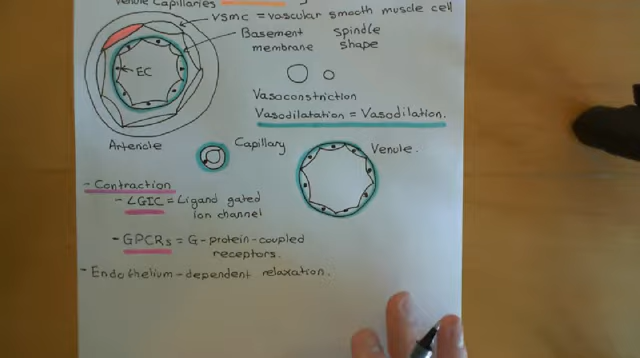 Venule Capillaries
VSMC = vascular smooth muscle cell
Basement membrane
spindle shape
EC
Vasoconstriction
Vasodilatation = Vasodilation.
Arteriole
Capillary
Venule.
- Contraction
- LGIC = Ligand gated
ion channel
- GPCRs = G-protein-coupled
receptors.
- Endothelium-dependent relaxation.